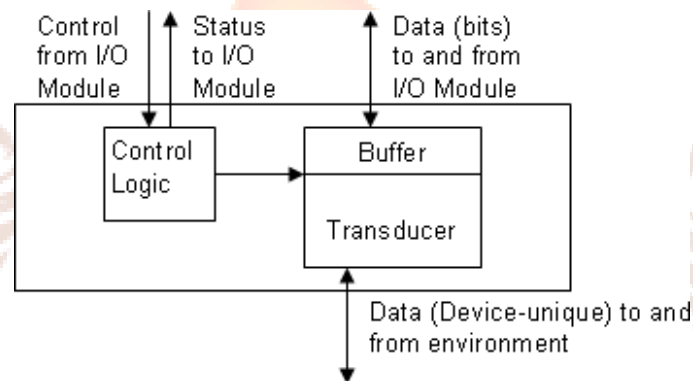 Control
from I/O
Module
Status
to I/O
Module
Data (bits)
to and from
I/O Module
Control
Logic
Buffer
Transducer
Data (Device-unique) to and
from environment